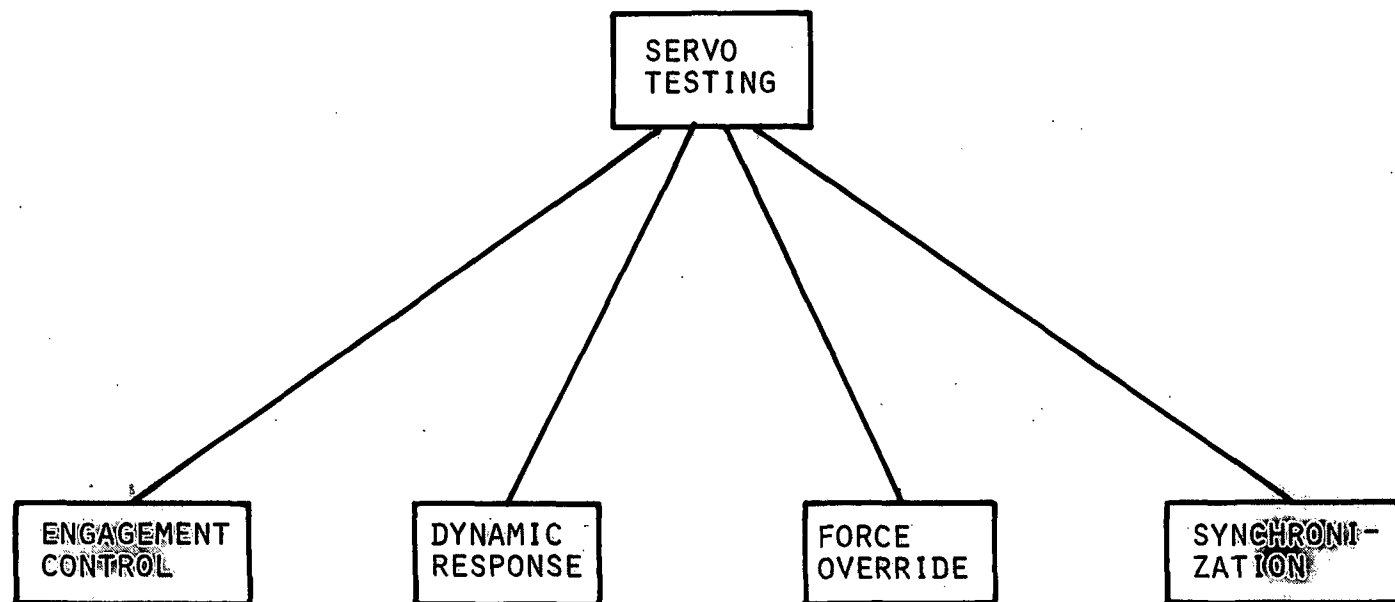 SERVO
TESTING
ENGAGEMENT
CONTROL
DYNAMIC
RESPONSE
FORCE
OVERRIDE
SYNCHRONI-
ZATION